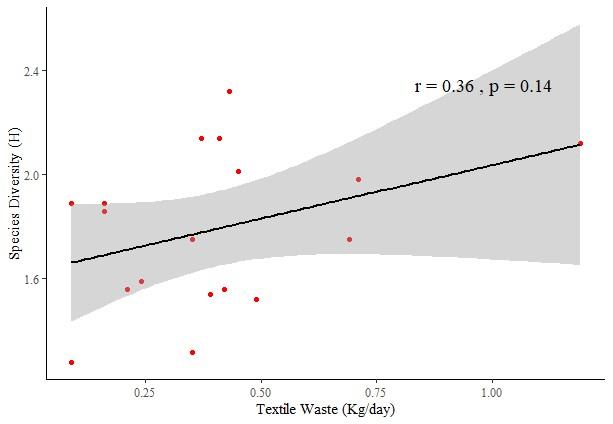 r = 0.36 , p = 0.14
Species Diversity (H)
2.4
2.0
1.6
0.25 0.50 0.75 1.00
Textile Waste (Kg/day)